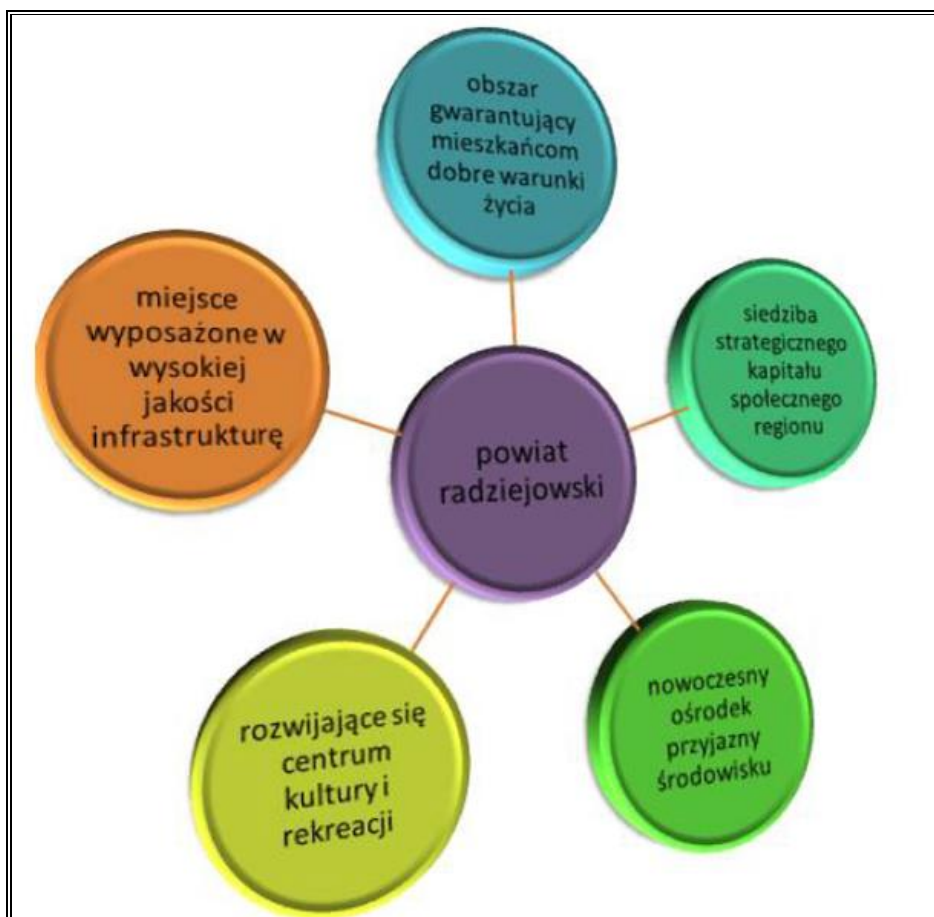 obszar
gwarantujący
mieszkańcom
dobre warunki
życia
miejsce
wyposażone w
wysokiej
jakości
infrastrukturę
siedziba
strategicznego
kapitału
społecznego
regionu
powiat
radziejowski
rozwijające się
centrum
kultury i
rekreacji
nowoczesny
ośrodek
przyjazny
środowisku